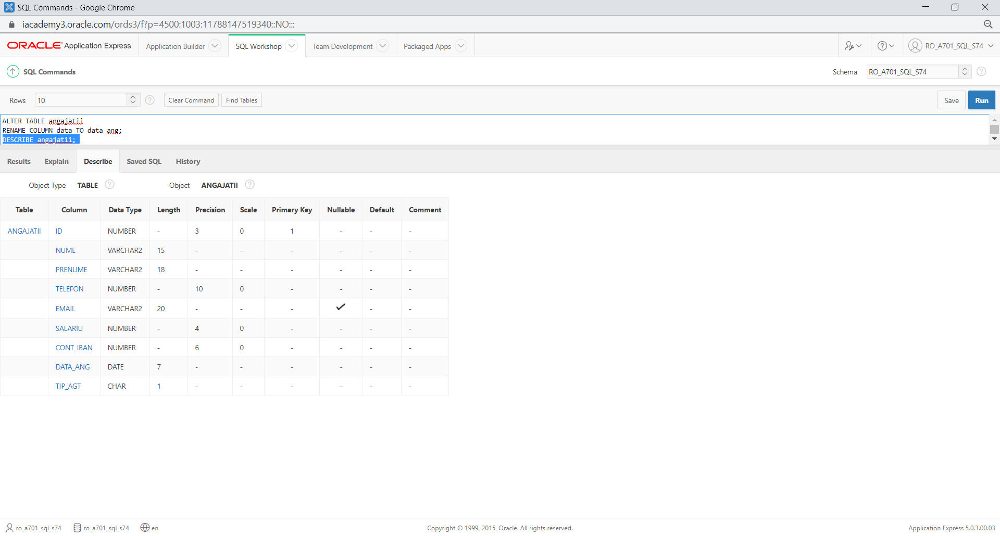 SQL Commands - Google Chrome
iacademy3.oracle.com/ords3/f?p=4500:1003:11788147519340::NO:::
ORACLE Application Express Application Builder SQL Workshop Team Development Packaged Apps RO_A701_SQL_S74
SQL Commands Schema RO_A701_SQL_S74
Rows 10 Clear Command Find Tables Save Run
ALTER TABLE angajatii
RENAME COLUMN data TO data_ang;
DESCRIBE angajatii;
Results Explain Describe Saved SQL History
Object Type TABLE Object ANGAJATII
Table Column Data Type Length Precision Scale Primary Key Nullable Default Comment
ANGAJATII ID NUMBER - 3 0 1 - - -
NUME VARCHAR2 15 - - - - - -
PRENUME VARCHAR2 18 - - - - - -
TELEFON NUMBER - 10 0 - - - -
EMAIL VARCHAR2 20 - - - ✓ - -
SALARIU NUMBER - 4 0 - - - -
CONT_IBAN NUMBER - 6 0 - - - -
DATA_ANG DATE 7 - - - - - -
TIP_AGT CHAR 1 - - - - - -
ro_a701_sql_s74 ro_a701_sql_s74 en Copyright © 1999, 2015, Oracle. All rights reserved. Application Express 5.0.3.00.03